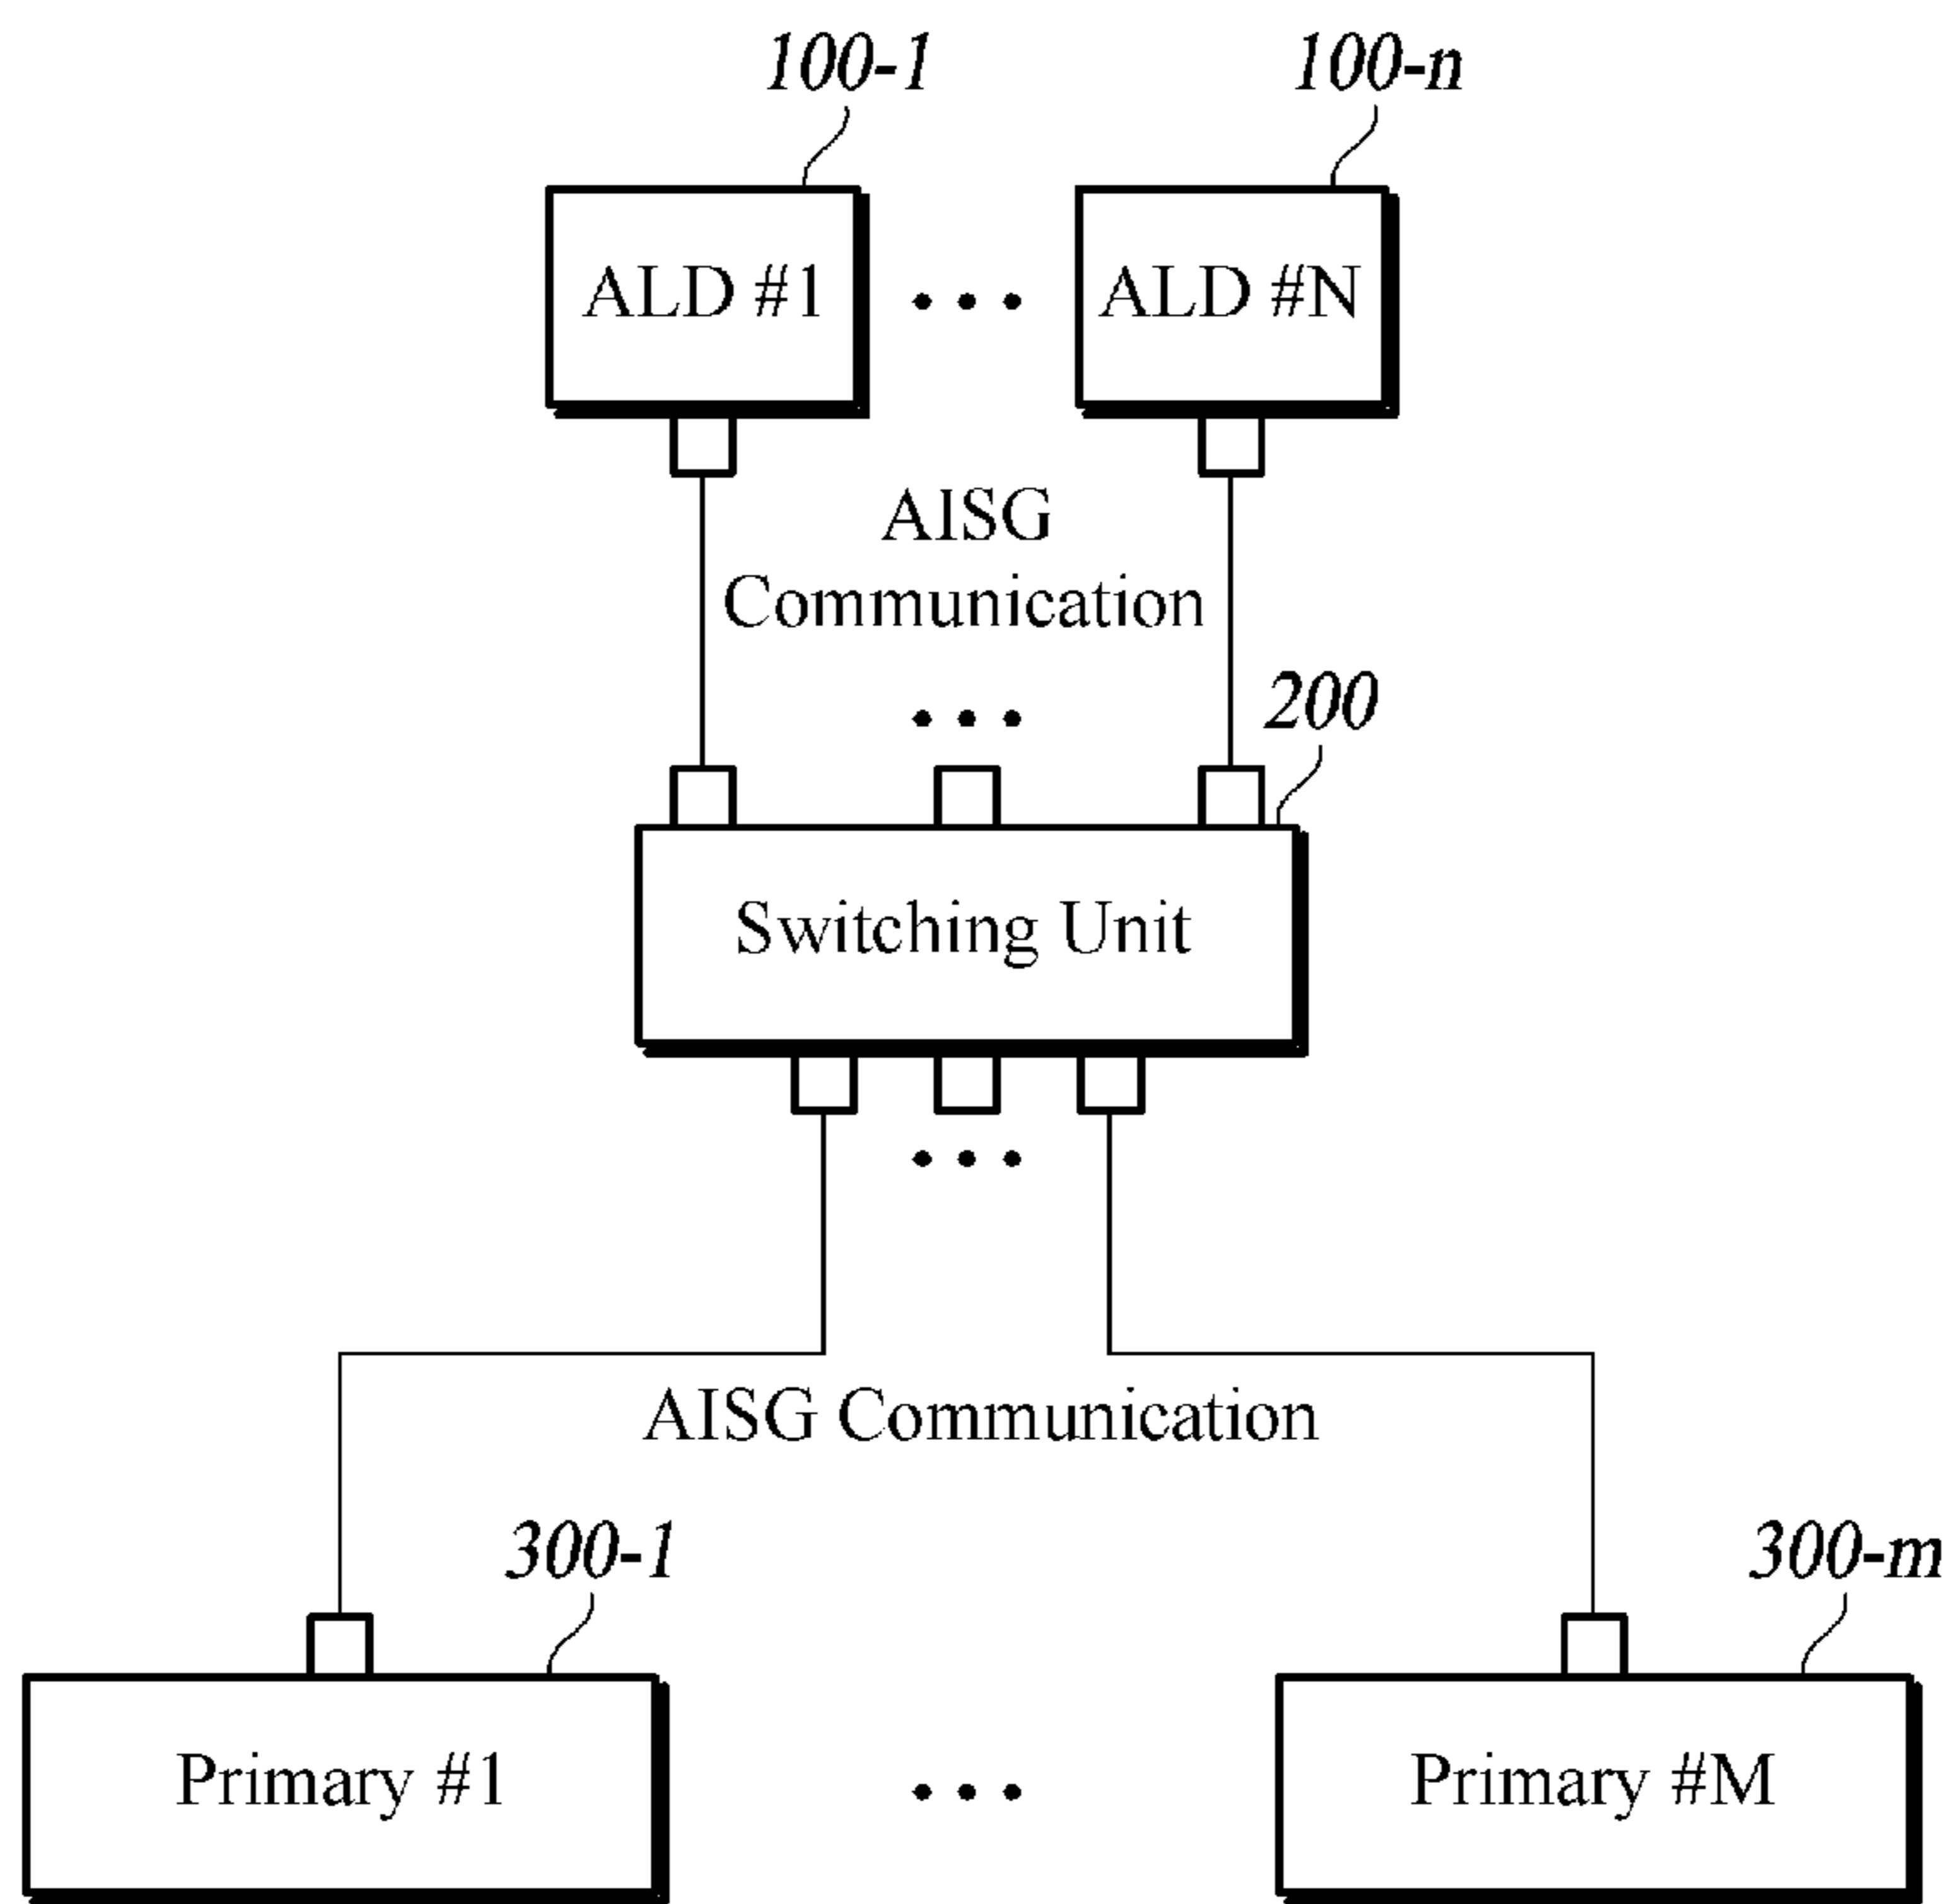 100-1
100-n
ALD #1
• • •
ALD #N
AISG
Communication
• • •
200
Switching Unit
• • •
AISG Communication
300-1
300-m
Primary #1
• • •
Primary #M